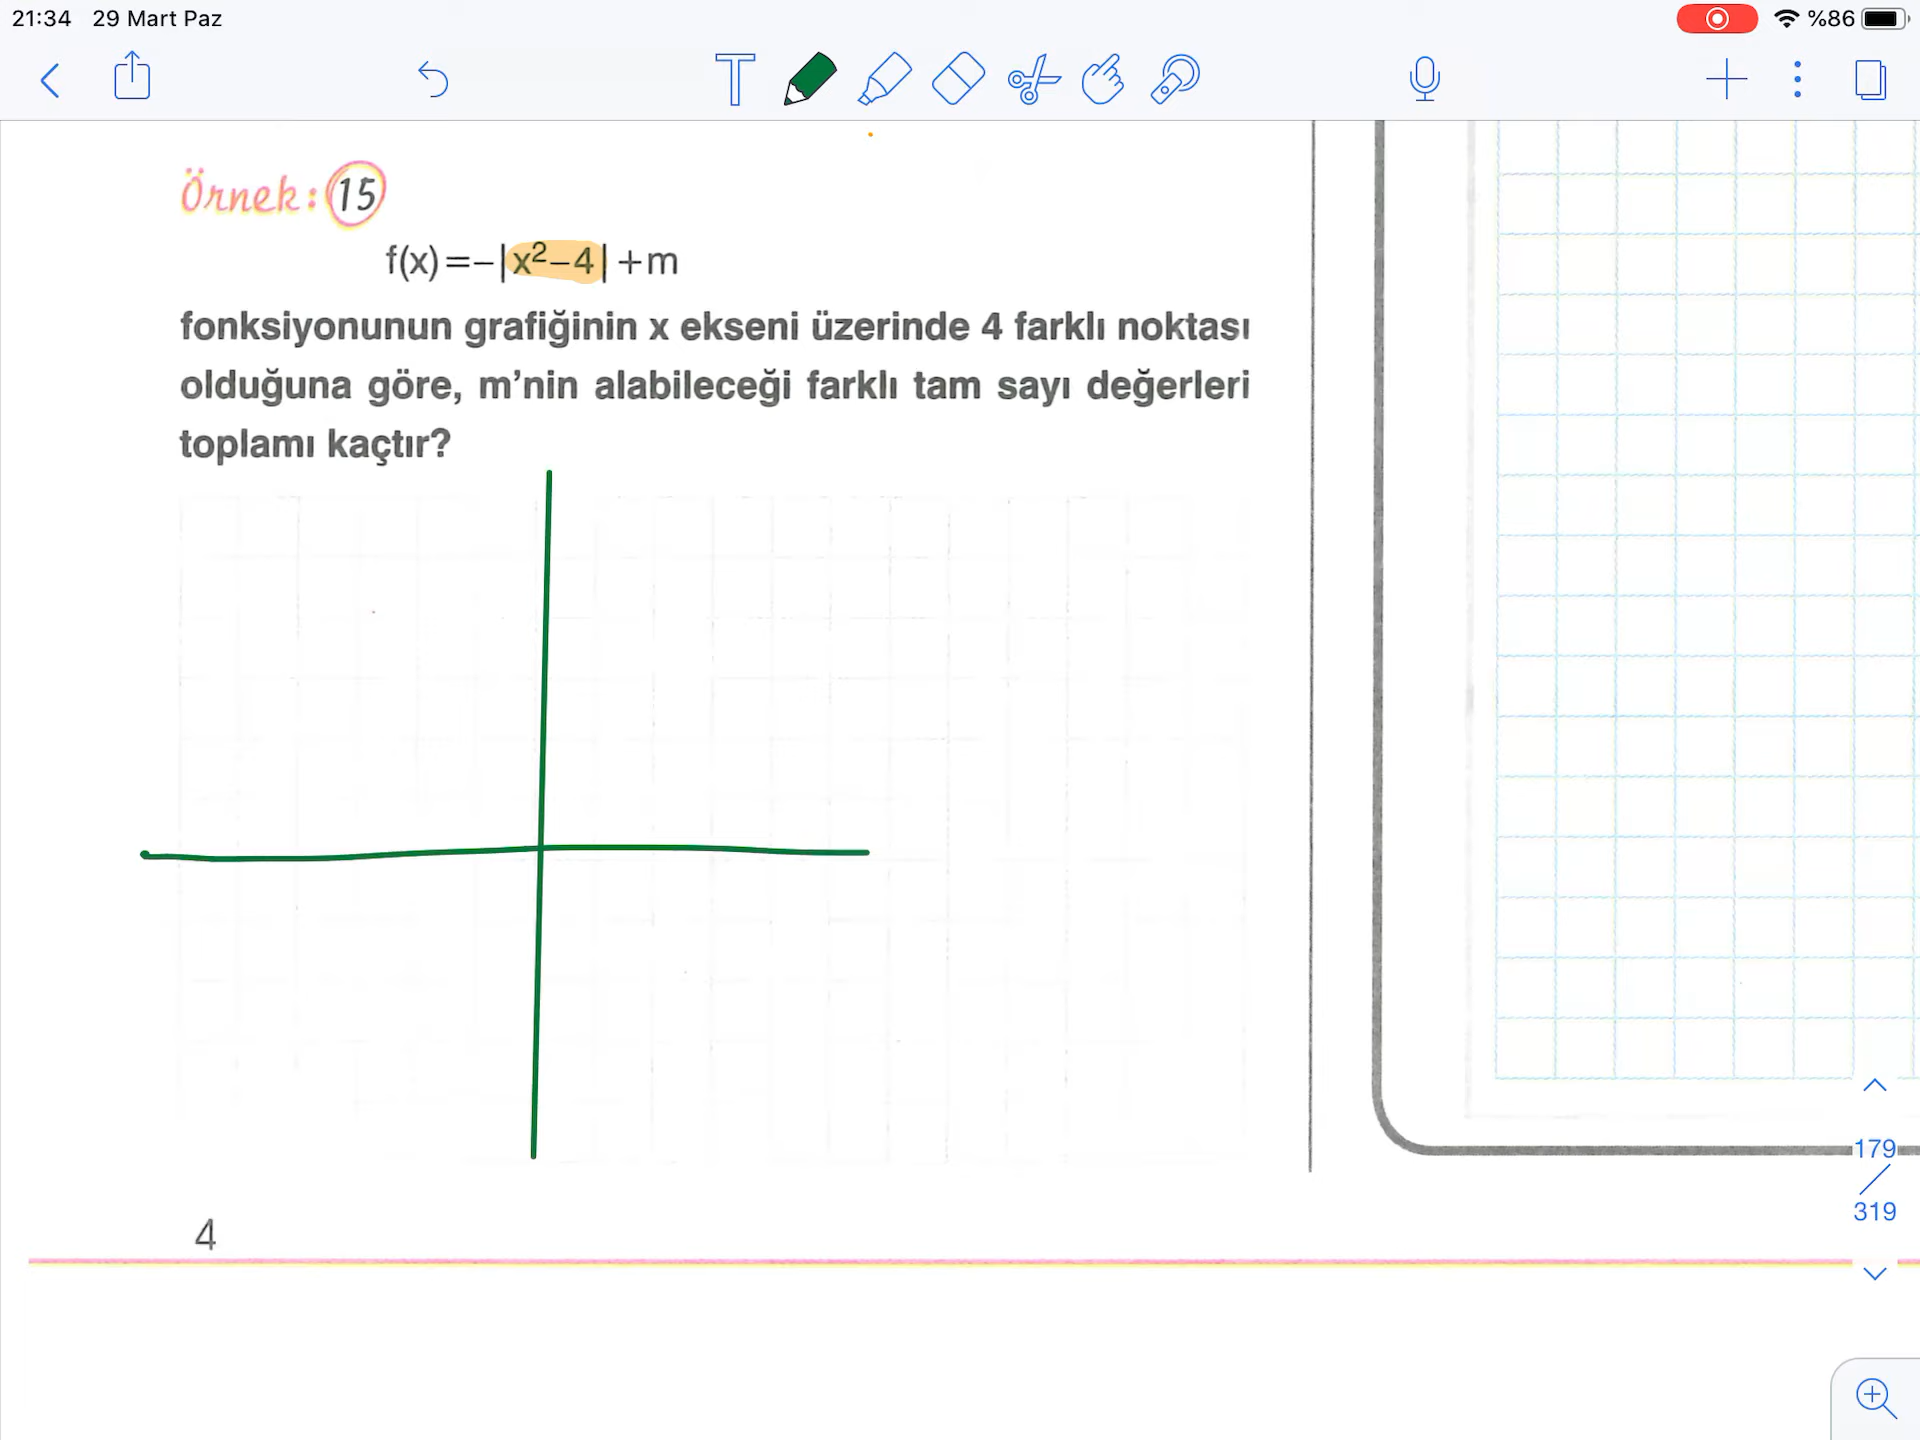 21:34 29 Mart Paz %86
T
Örnek: 15
f(x)=-|x²-4|+m
fonksiyonunun grafiğinin x ekseni üzerinde 4 farklı noktası
olduğuna göre, m’nin alabileceği farklı tam sayı değerleri
toplamı kaçtır?
179
319
4